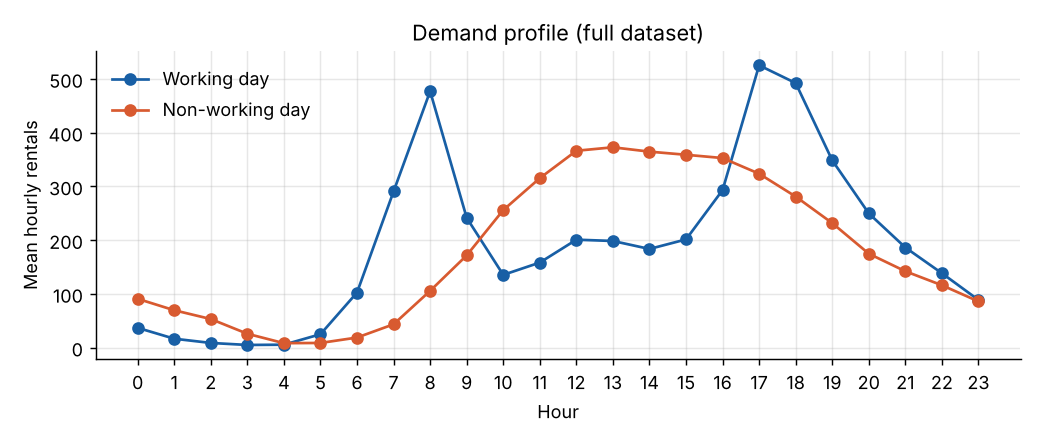 Demand profile (full dataset)
Working day
Non-working day
Mean hourly rentals
500
400
300
200
100
0
0 1 2 3 4 5 6 7 8 9 10 11 12 13 14 15 16 17 18 19 20 21 22 23
Hour